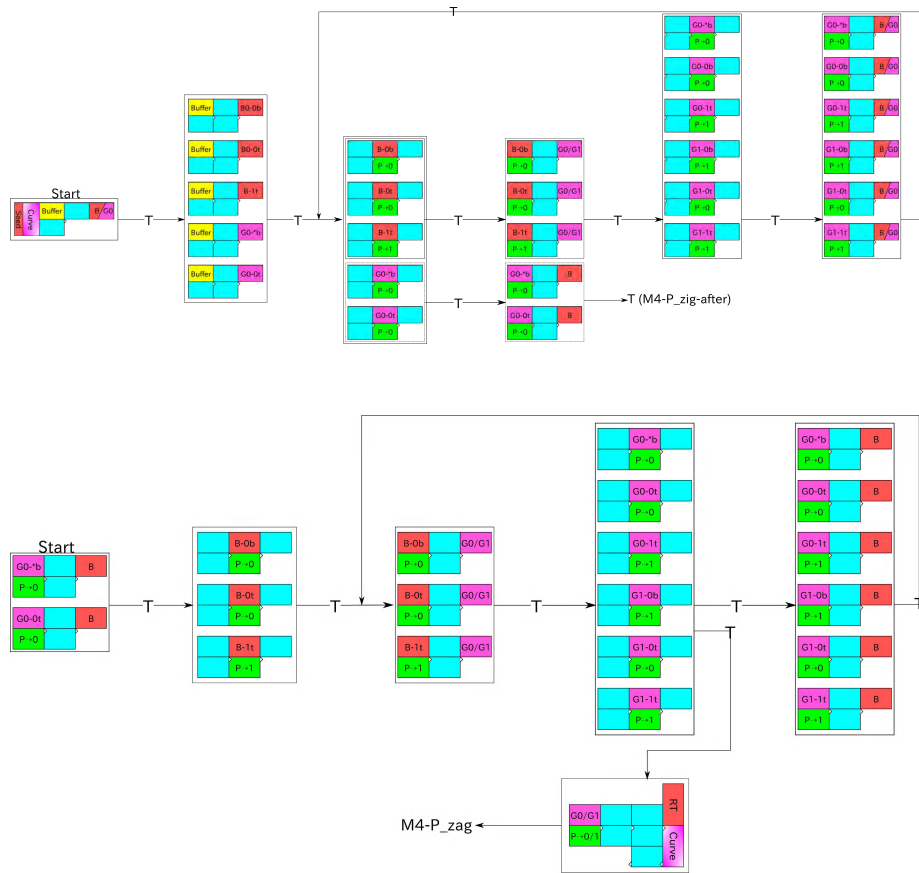 T
Start
Shed Curve Buffer B/G0
T
Buffer B0-0b
Buffer B0-0t
Buffer B-1t
Buffer G0-*b
Buffer G0-0t
T
B-0b
P→0
B-0t
P→0
B-1t
P→1
G0-*b
P→0
G0-0t
P→0
T
T
B-0b G0/G1
P→0
B-0t G0/G1
P→0
B-1t G0/G1
P→1
G0-*b B
P→0
G0-0t B
P→0
T
T (M4-P_zig-after)
G0-*b
P→0
G0-0b
P→0
G0-1t
P→1
G1-0b
P→1
G1-0t
P→0
G1-1t
P→1
T
G0-*b B/G0
P→0
G0-0b B/G0
P→0
G0-1t B/G0
P→1
G1-0b B/G0
P→1
G1-0t B/G0
P→0
G1-1t B/G0
P→1
Start
G0-*b B
P→0
G0-0t B
P→0
T
B-0b
P→0
B-0t
P→0
B-1t
P→1
T
B-0b G0/G1
P→0
B-0t G0/G1
P→0
B-1t G0/G1
P→1
T
G0-*b
P→0
G0-0t
P→0
G0-1t
P→1
G1-0b
P→1
G1-0t
P→0
G1-1t
P→1
T
T
G0-*b B
P→0
G0-0t B
P→0
G0-1t B
P→1
G1-0b B
P→1
G1-0t B
P→0
G1-1t B
P→1
T
RT
G0/G1
P→0/1 Curve
M4-P_zag